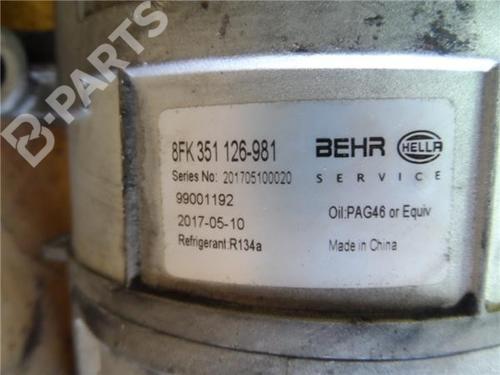 B-PARTS
8FK 351 126-981 BEHR HELLA
Series No: 201705100020 SERVICE
99001192
2017-05-10 Oil:PAG46 or Equiv
Refrigerant:R134a Made in China